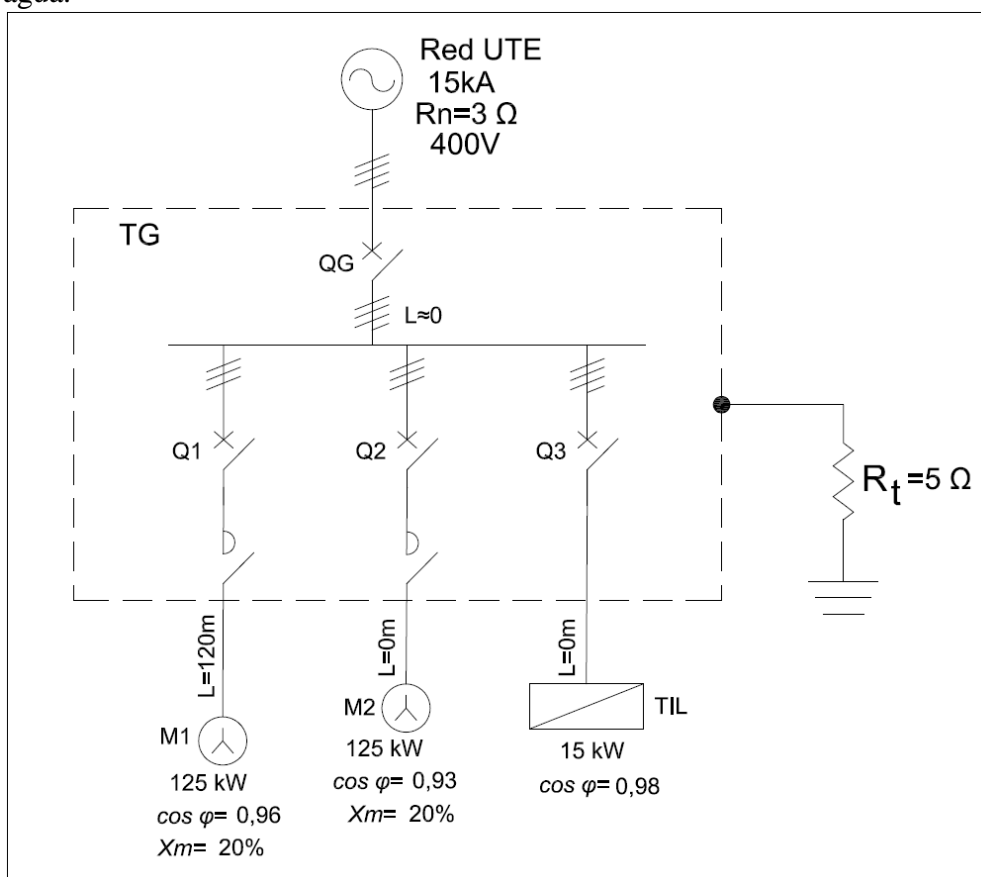 agua.
Red UTE
15kA
Rn=3 Ω
400V
TG
QG
L≈0
Q1
Q2
Q3
Rt=5 Ω
L=120m
L=0m
L=0m
M1
M2
TIL
125 kW
125 kW
15 kW
cos φ= 0,96
cos φ= 0,93
cos φ= 0,98
Xm= 20%
Xm= 20%